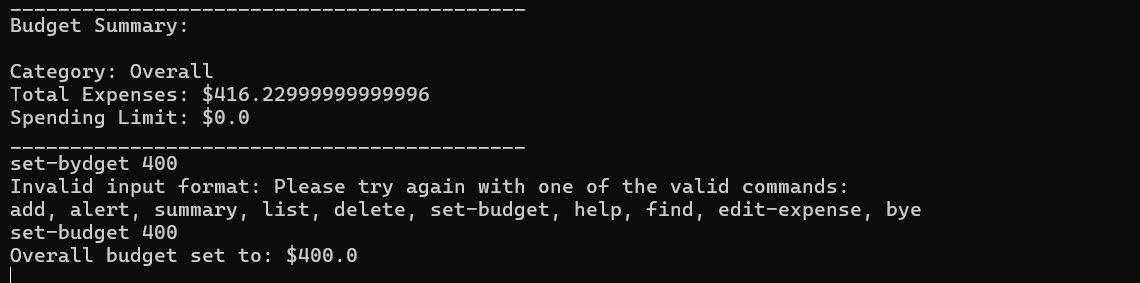 ___________________________________________
Budget Summary:
Category: Overall
Total Expenses: $416.22999999999996
Spending Limit: $0.0
___________________________________________
set-bydget 400
Invalid input format: Please try again with one of the valid commands:
add, alert, summary, list, delete, set-budget, help, find, edit-expense, bye
set-budget 400
Overall budget set to: $400.0